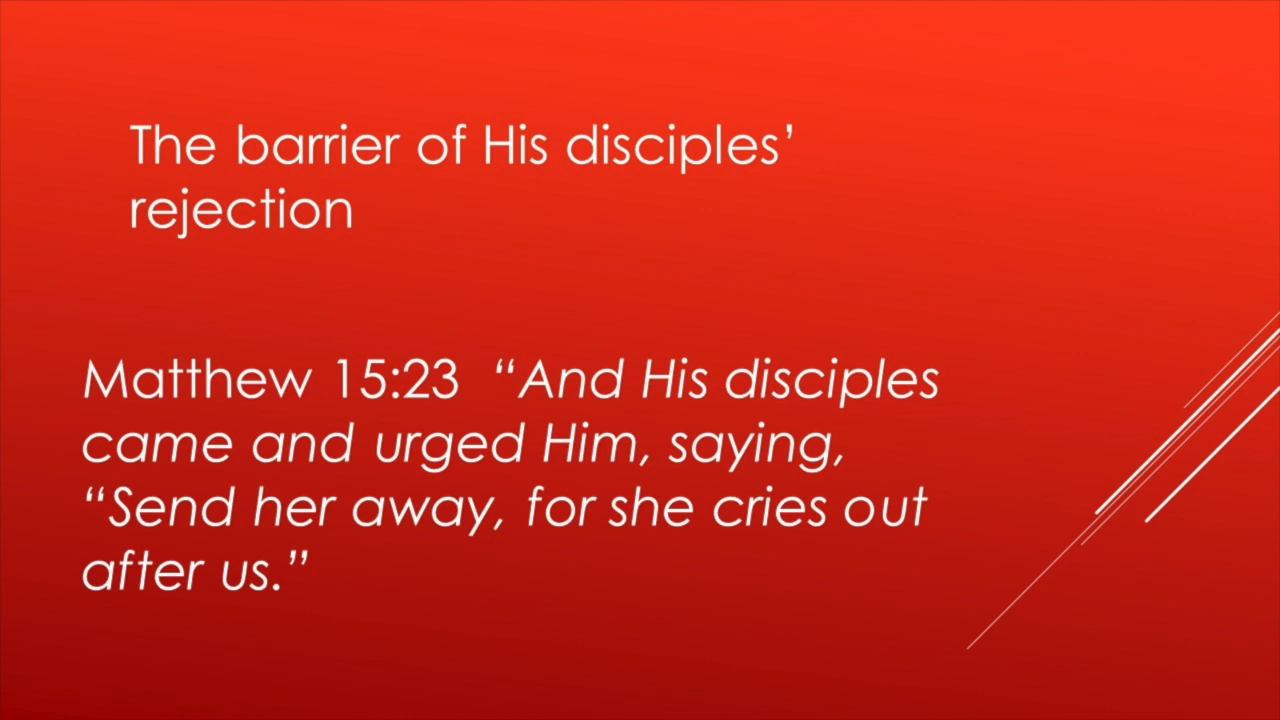 The barrier of His disciples’
rejection
Matthew 15:23  “And His disciples
came and urged Him, saying,
“Send her away, for she cries out
after us.”